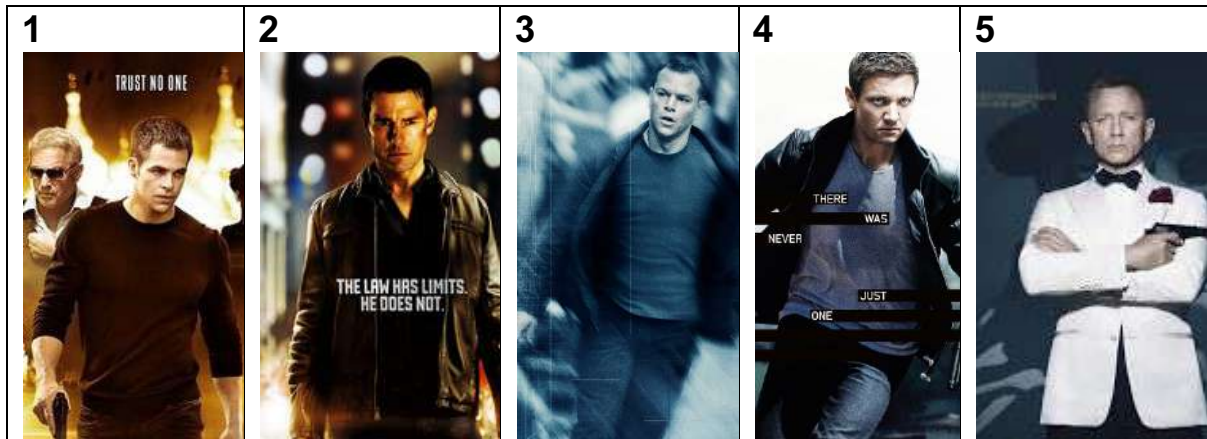 1
2
3
4
5
TRUST NO ONE
THE LAW HAS LIMITS.
HE DOES NOT.
THERE
WAS
NEVER
JUST
ONE